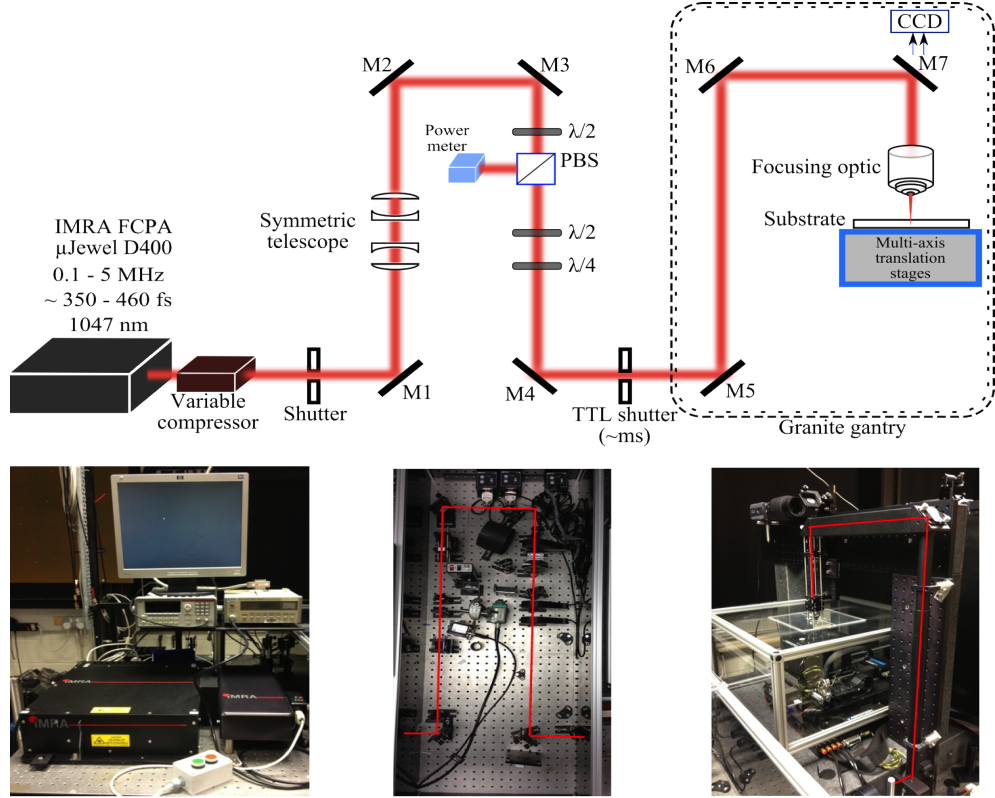 CCD
M2
M3
M6
M7
λ/2
Power
meter
PBS
Focusing optic
Symmetric
telescope
Substrate
Multi-axis
translation
stages
λ/2
λ/4
IMRA FCPA
μJewel D400
0.1 - 5 MHz
~ 350 - 460 fs
1047 nm
Variable
compressor
Shutter
M1
M4
TTL shutter
(~ms)
M5
Granite gantry
IMRA
IMRA
IMRA